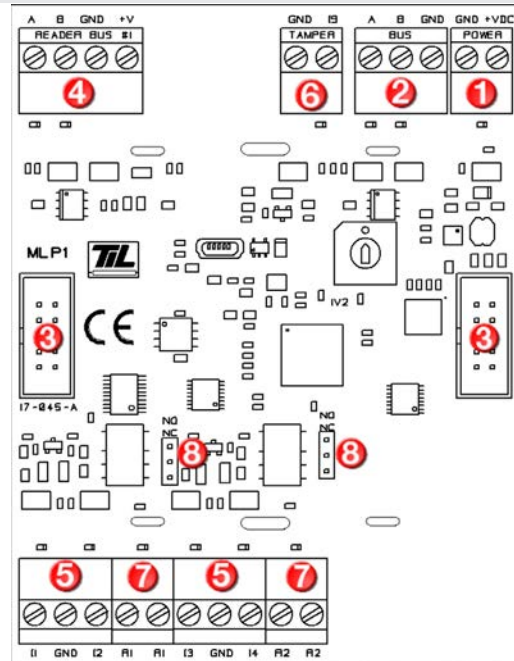 A B GND +V
READER BUS #1
GND I9
TAMPER
A B GND
BUS
GND +VDC
POWER
4
6
2
1
MLP1
TIL
CE
IV2
3
3
17-045-A
NO
NC
8
NO
NC
8
5
7
5
7
I1 GND I2 R1 R1 I3 GND I4 R2 R2